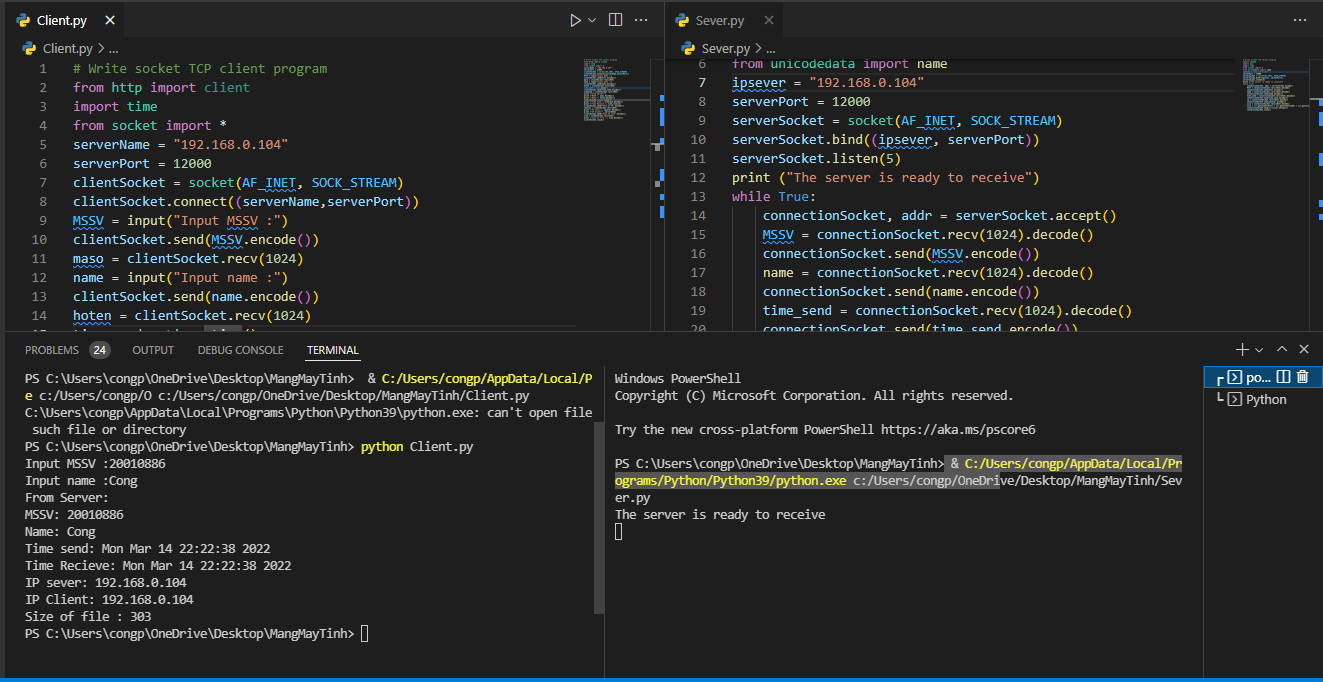 Client.py
Client.py > ...
1 # Write socket TCP client program
2 from http import client
3 import time
4 from socket import *
5 serverName = "192.168.0.104"
6 serverPort = 12000
7 clientSocket = socket(AF_INET, SOCK_STREAM)
8 clientSocket.connect((serverName,serverPort))
9 MSSV = input("Input MSSV :")
10 clientSocket.send(MSSV.encode())
11 maso = clientSocket.recv(1024)
12 name = input("Input name :")
13 clientSocket.send(name.encode())
14 hoten = clientSocket.recv(1024)
Sever.py
Sever.py > ...
6 from unicodedata import name
7 ipsever = "192.168.0.104"
8 serverPort = 12000
9 serverSocket = socket(AF_INET, SOCK_STREAM)
10 serverSocket.bind((ipsever, serverPort))
11 serverSocket.listen(5)
12 print ("The server is ready to receive")
13 while True:
14 connectionSocket, addr = serverSocket.accept()
15 MSSV = connectionSocket.recv(1024).decode()
16 connectionSocket.send(MSSV.encode())
17 name = connectionSocket.recv(1024).decode()
18 connectionSocket.send(name.encode())
19 time_send = connectionSocket.recv(1024).decode()
20 connectionSocket.send(time_send.encode())
PROBLEMS 24 OUTPUT DEBUG CONSOLE TERMINAL
PS C:\Users\congp\OneDrive\Desktop\MangMayTinh> & C:/Users/congp/AppData/Local/P
e c:/Users/congp/O c:/Users/congp/OneDrive/Desktop/MangMayTinh/Client.py
C:\Users\congp\AppData\Local\Programs\Python\Python39\python.exe: can't open file
such file or directory
PS C:\Users\congp\OneDrive\Desktop\MangMayTinh> python Client.py
Input MSSV :20010886
Input name :Cong
From Server:
MSSV: 20010886
Name: Cong
Time send: Mon Mar 14 22:22:38 2022
Time Recieve: Mon Mar 14 22:22:38 2022
IP sever: 192.168.0.104
IP Client: 192.168.0.104
Size of file : 303
PS C:\Users\congp\OneDrive\Desktop\MangMayTinh>
Windows PowerShell
Copyright (C) Microsoft Corporation. All rights reserved.
Try the new cross-platform PowerShell https://aka.ms/pscore6
PS C:\Users\congp\OneDrive\Desktop\MangMayTinh> & C:/Users/congp/AppData/Local/Pr
ograms/Python/Python39/python.exe c:/Users/congp/OneDrive/Desktop/MangMayTinh/Sev
er.py
The server is ready to receive
po...
Python